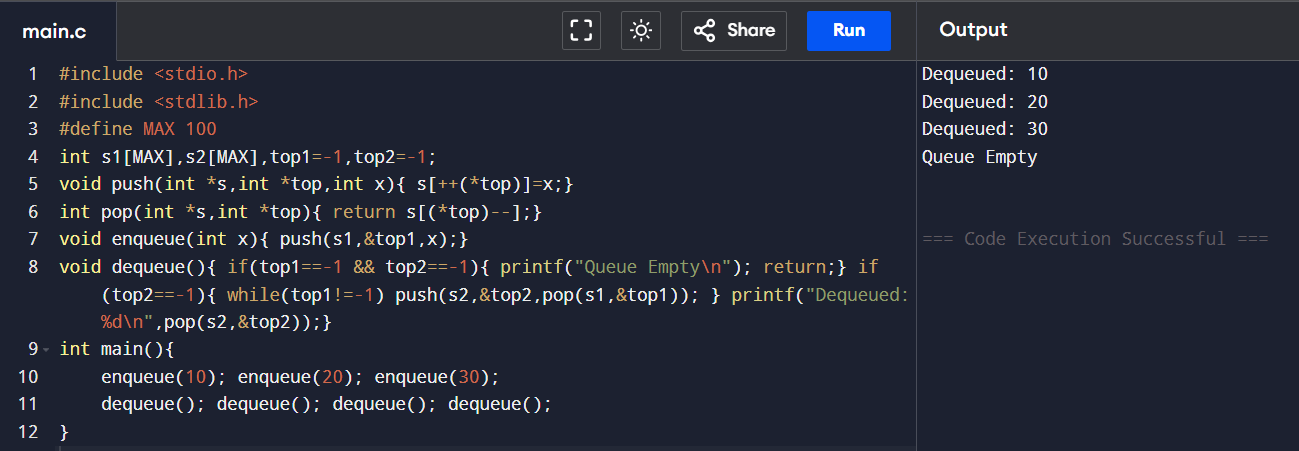 main.c
Share
Run
Output
1 #include <stdio.h>
2 #include <stdlib.h>
3 #define MAX 100
4 int s1[MAX],s2[MAX],top1=-1,top2=-1;
5 void push(int *s,int *top,int x){ s[++(*top)]=x;}
6 int pop(int *s,int *top){ return s[(*top)--];}
7 void enqueue(int x){ push(s1,&top1,x);}
8 void dequeue(){ if(top1==-1 && top2==-1){ printf("Queue Empty\n"); return;} if
(top2==-1){ while(top1!=-1) push(s2,&top2,pop(s1,&top1)); } printf("Dequeued:
%d\n",pop(s2,&top2));}
9 int main(){
10 enqueue(10); enqueue(20); enqueue(30);
11 dequeue(); dequeue(); dequeue(); dequeue();
12 }
Dequeued: 10
Dequeued: 20
Dequeued: 30
Queue Empty
=== Code Execution Successful ===